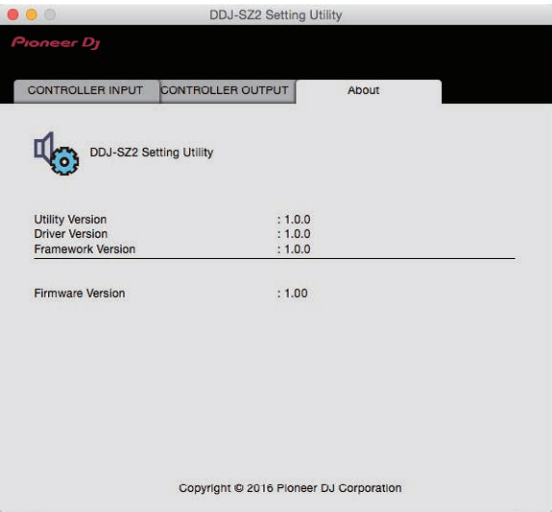 DDJ-SZ2 Setting Utility
Pioneer Dj
CONTROLLER INPUT CONTROLLER OUTPUT About
DDJ-SZ2 Setting Utility
Utility Version : 1.0.0
Driver Version : 1.0.0
Framework Version : 1.0.0
Firmware Version : 1.00
Copyright © 2016 Pioneer DJ Corporation